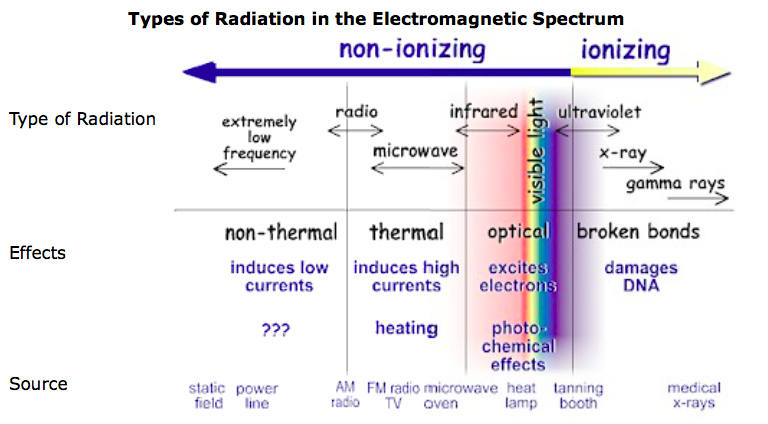 Types of Radiation in the Electromagnetic Spectrum
non-ionizing
ionizing
Type of Radiation
extremely
low
frequency
radio
microwave
infrared
visible light
ultraviolet
x-ray
gamma rays
Effects
non-thermal
thermal
optical
broken bonds
induces low
currents
induces high
currents
excites
electrons
damages
DNA
???
heating
photo-
chemical
effects
Source
static
field
power
line
AM
radio
FM radio
TV
microwave
oven
heat
lamp
tanning
booth
medical
x-rays